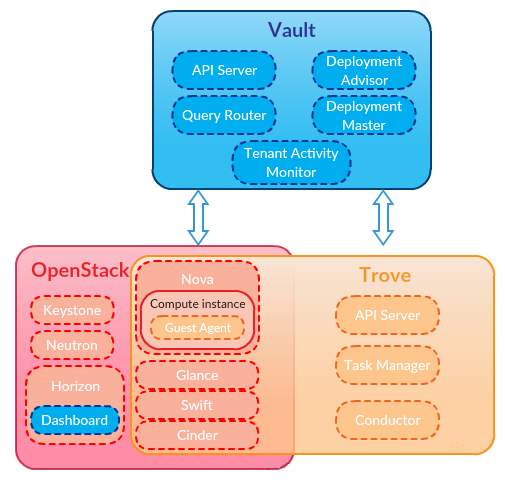 Vault
API Server
Deployment
Advisor
Query Router
Deployment
Master
Tenant Activity
Monitor
OpenStack
Nova
Trove
Compute instance
Guest Agent
Keystone
API Server
Neutron
Task Manager
Glance
Horizon
Swift
Dashboard
Conductor
Cinder